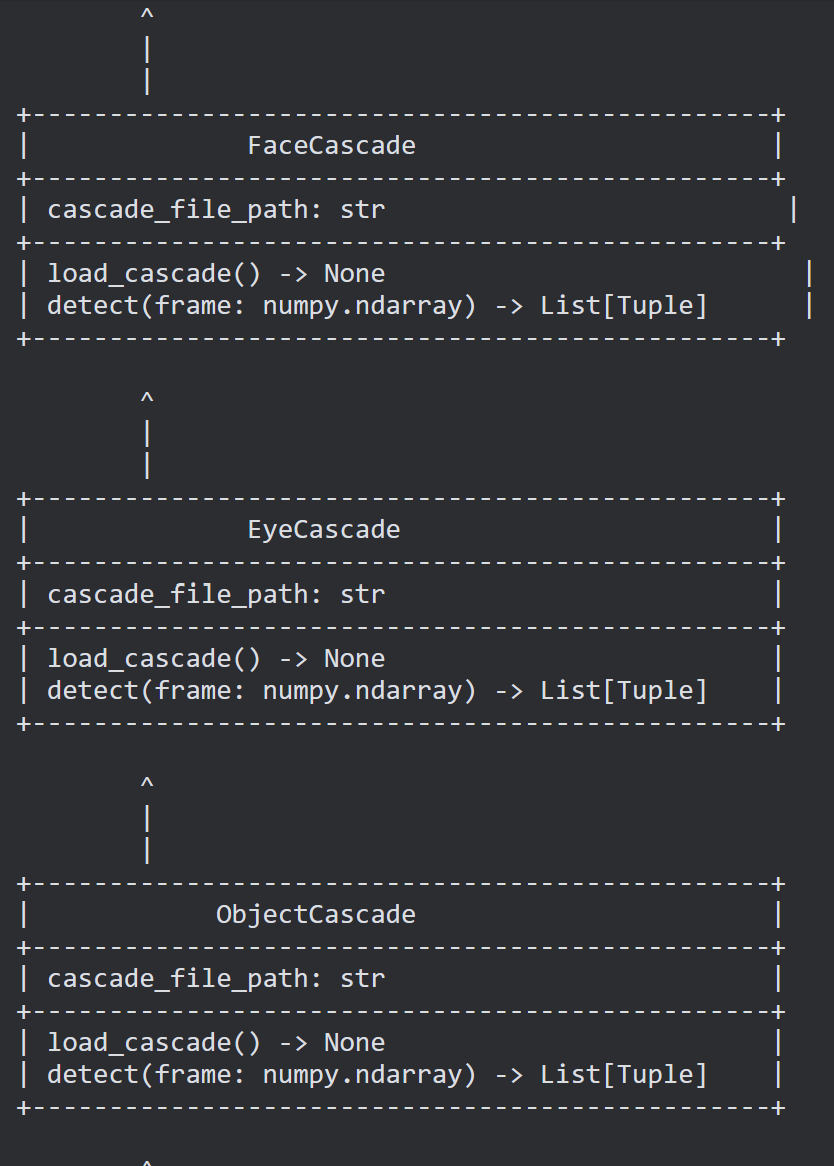 ^
        |
        |
+------------------------------------------------+
|              FaceCascade                       |
+------------------------------------------------+
| cascade_file_path: str                          |
+------------------------------------------------+
| load_cascade() -> None                           |
| detect(frame: numpy.ndarray) -> List[Tuple]      |
+------------------------------------------------+

        ^
        |
        |
+------------------------------------------------+
|              EyeCascade                        |
+------------------------------------------------+
| cascade_file_path: str                         |
+------------------------------------------------+
| load_cascade() -> None                         |
| detect(frame: numpy.ndarray) -> List[Tuple]    |
+------------------------------------------------+

        ^
        |
        |
+------------------------------------------------+
|            ObjectCascade                       |
+------------------------------------------------+
| cascade_file_path: str                         |
+------------------------------------------------+
| load_cascade() -> None                         |
| detect(frame: numpy.ndarray) -> List[Tuple]    |
+------------------------------------------------+

        ^